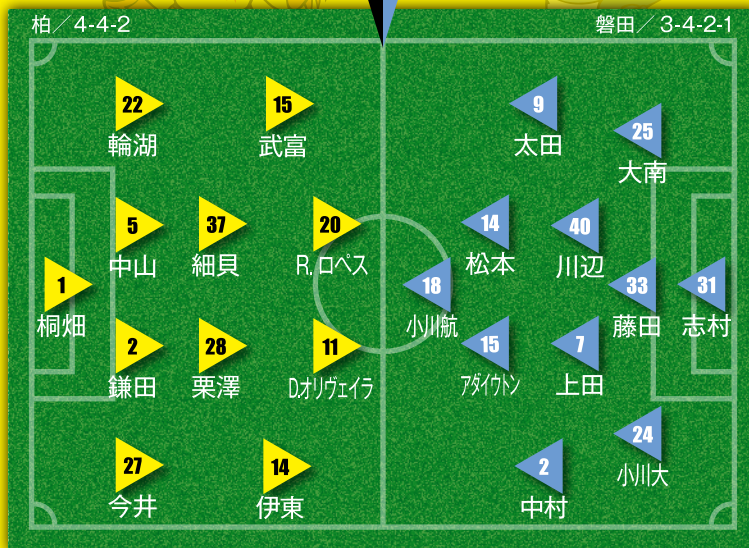 柏／4-4-2
磐田／3-4-2-1
22
輪湖
15
武富
5
中山
37
細貝
20
R.ロペス
1
桐畑
2
鎌田
28
栗澤
11
D.オリヴェイラ
27
今井
14
伊東
9
太田
25
大南
14
松本
40
川辺
18
小川航
33
藤田
31
志村
15
アダイウトン
7
上田
24
小川大
2
中村